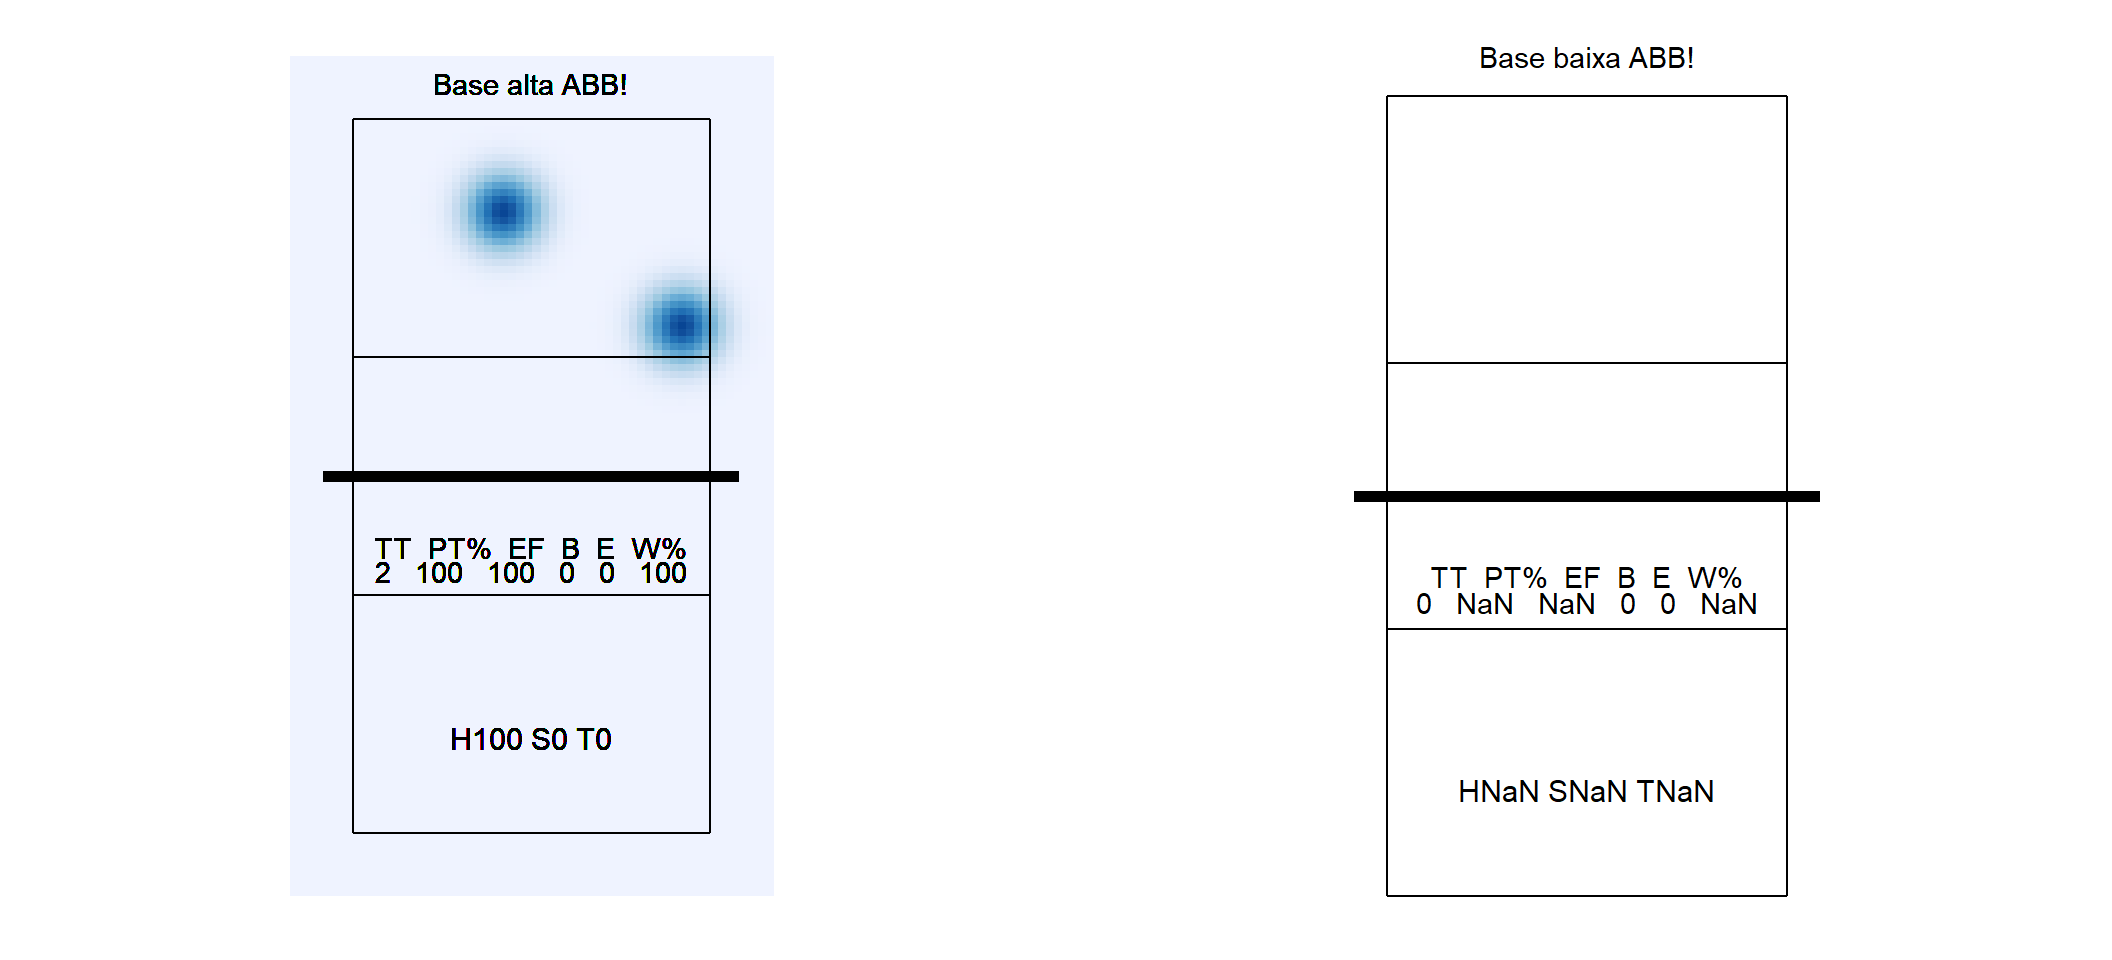 Base alta ABB!
TT PT% EF B E W%
2 100 100 0 0 100
H100 S0 T0
Base baixa ABB!
TT PT% EF B E W%
0 NaN NaN 0 0 NaN
HNaN SNaN TNaN